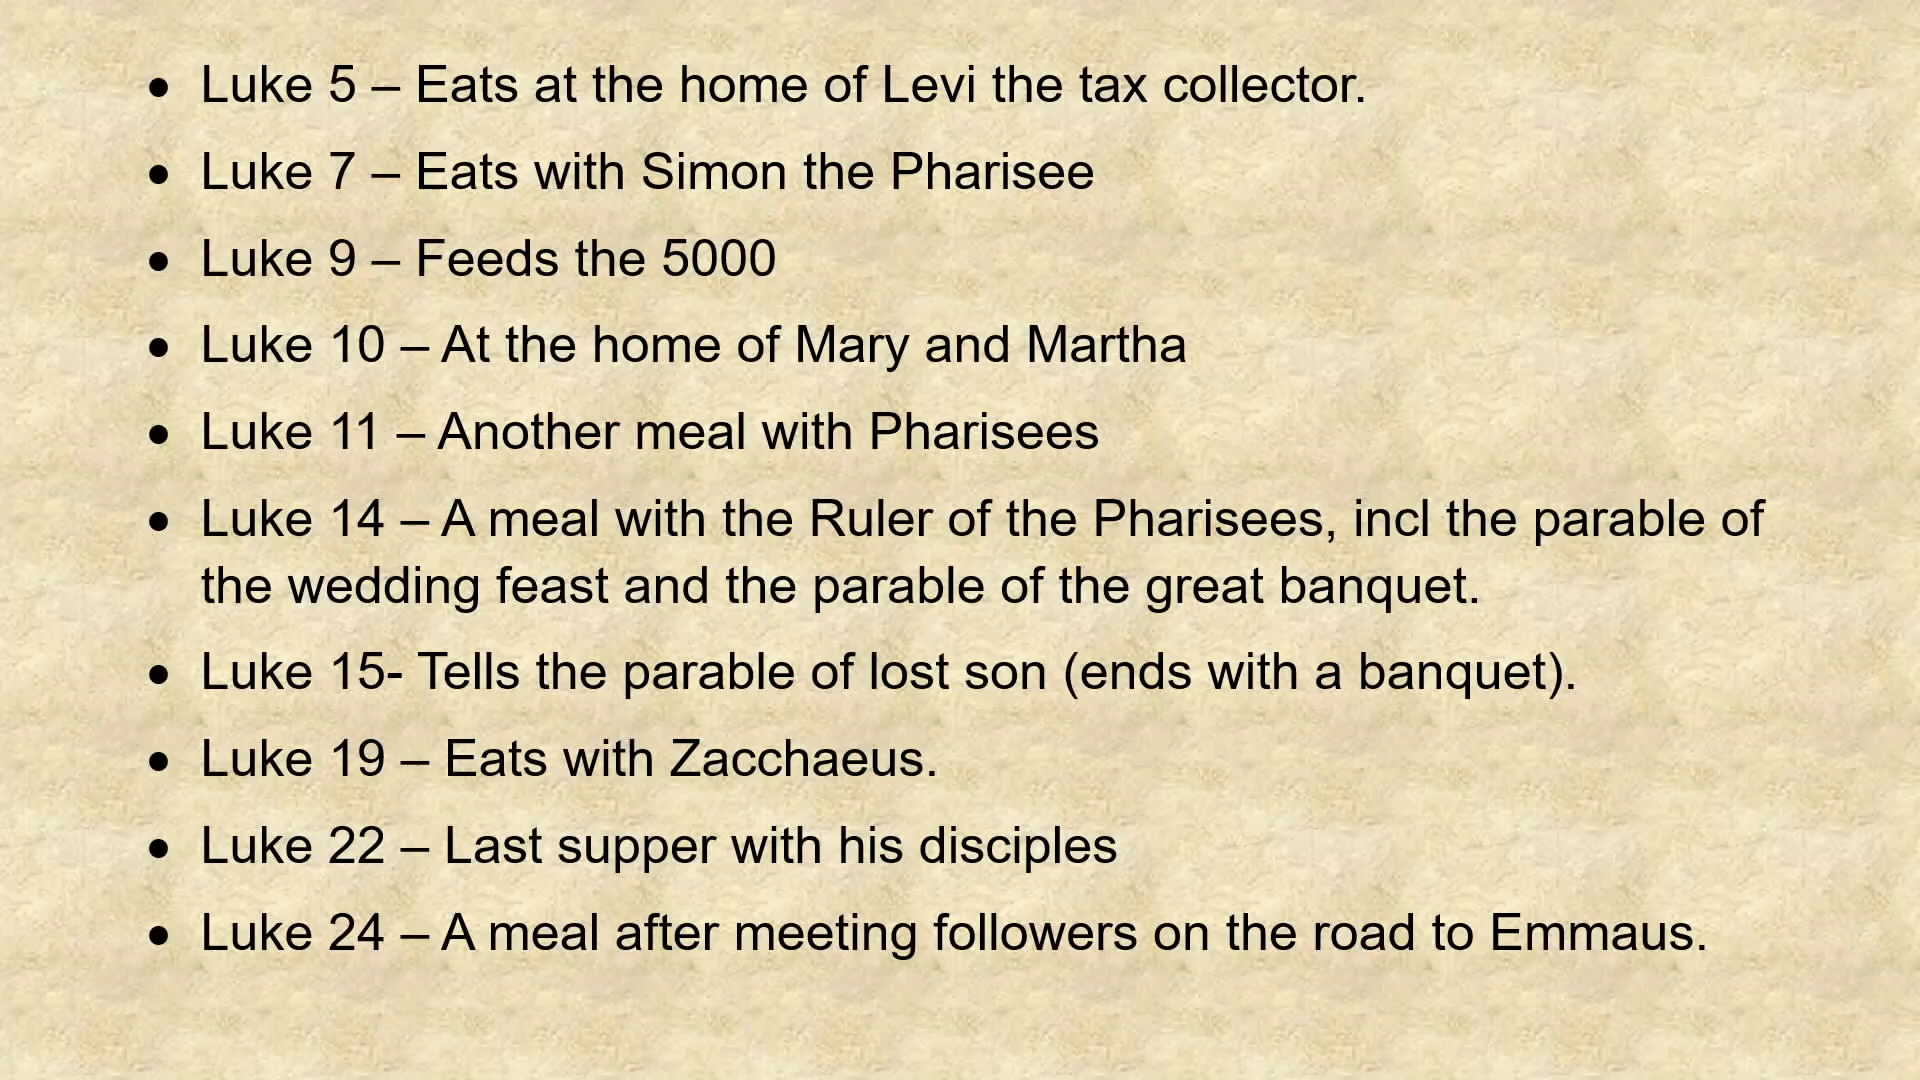 • Luke 5 – Eats at the home of Levi the tax collector.
• Luke 7 – Eats with Simon the Pharisee
• Luke 9 – Feeds the 5000
• Luke 10 – At the home of Mary and Martha
• Luke 11 – Another meal with Pharisees
• Luke 14 – A meal with the Ruler of the Pharisees, incl the parable of
the wedding feast and the parable of the great banquet.
• Luke 15- Tells the parable of lost son (ends with a banquet).
• Luke 19 – Eats with Zacchaeus.
• Luke 22 – Last supper with his disciples
• Luke 24 – A meal after meeting followers on the road to Emmaus.